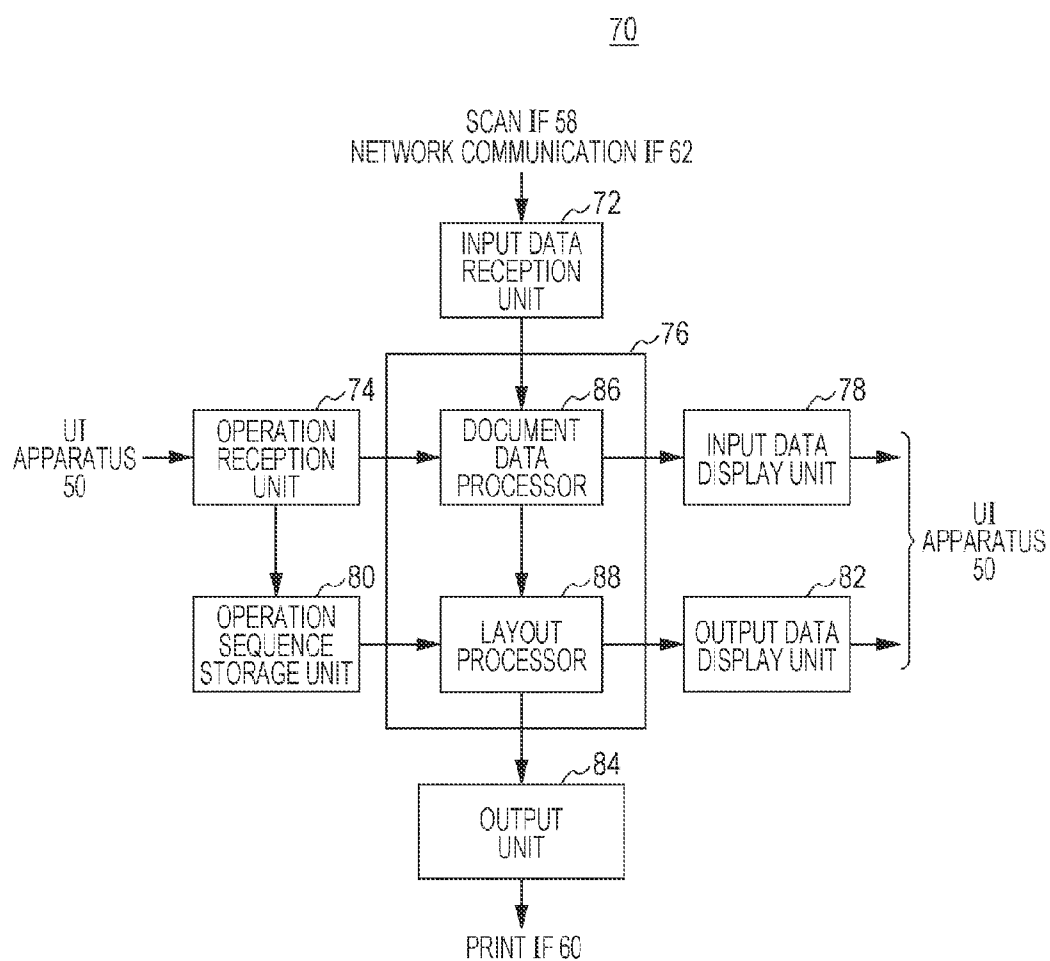 70
SCAN IF 58
NETWORK COMMUNICATION IF 62
72
INPUT DATA
RECEPTION
UNIT
76
74
86
78
UI
APPARATUS
50
OPERATION
RECEPTION
UNIT
DOCUMENT
DATA
PROCESSOR
INPUT DATA
DISPLAY UNIT
UI
APPARATUS
50
80
88
82
OPERATION
SEQUENCE
STORAGE UNIT
LAYOUT
PROCESSOR
OUTPUT DATA
DISPLAY UNIT
84
OUTPUT
UNIT
PRINT IF 60